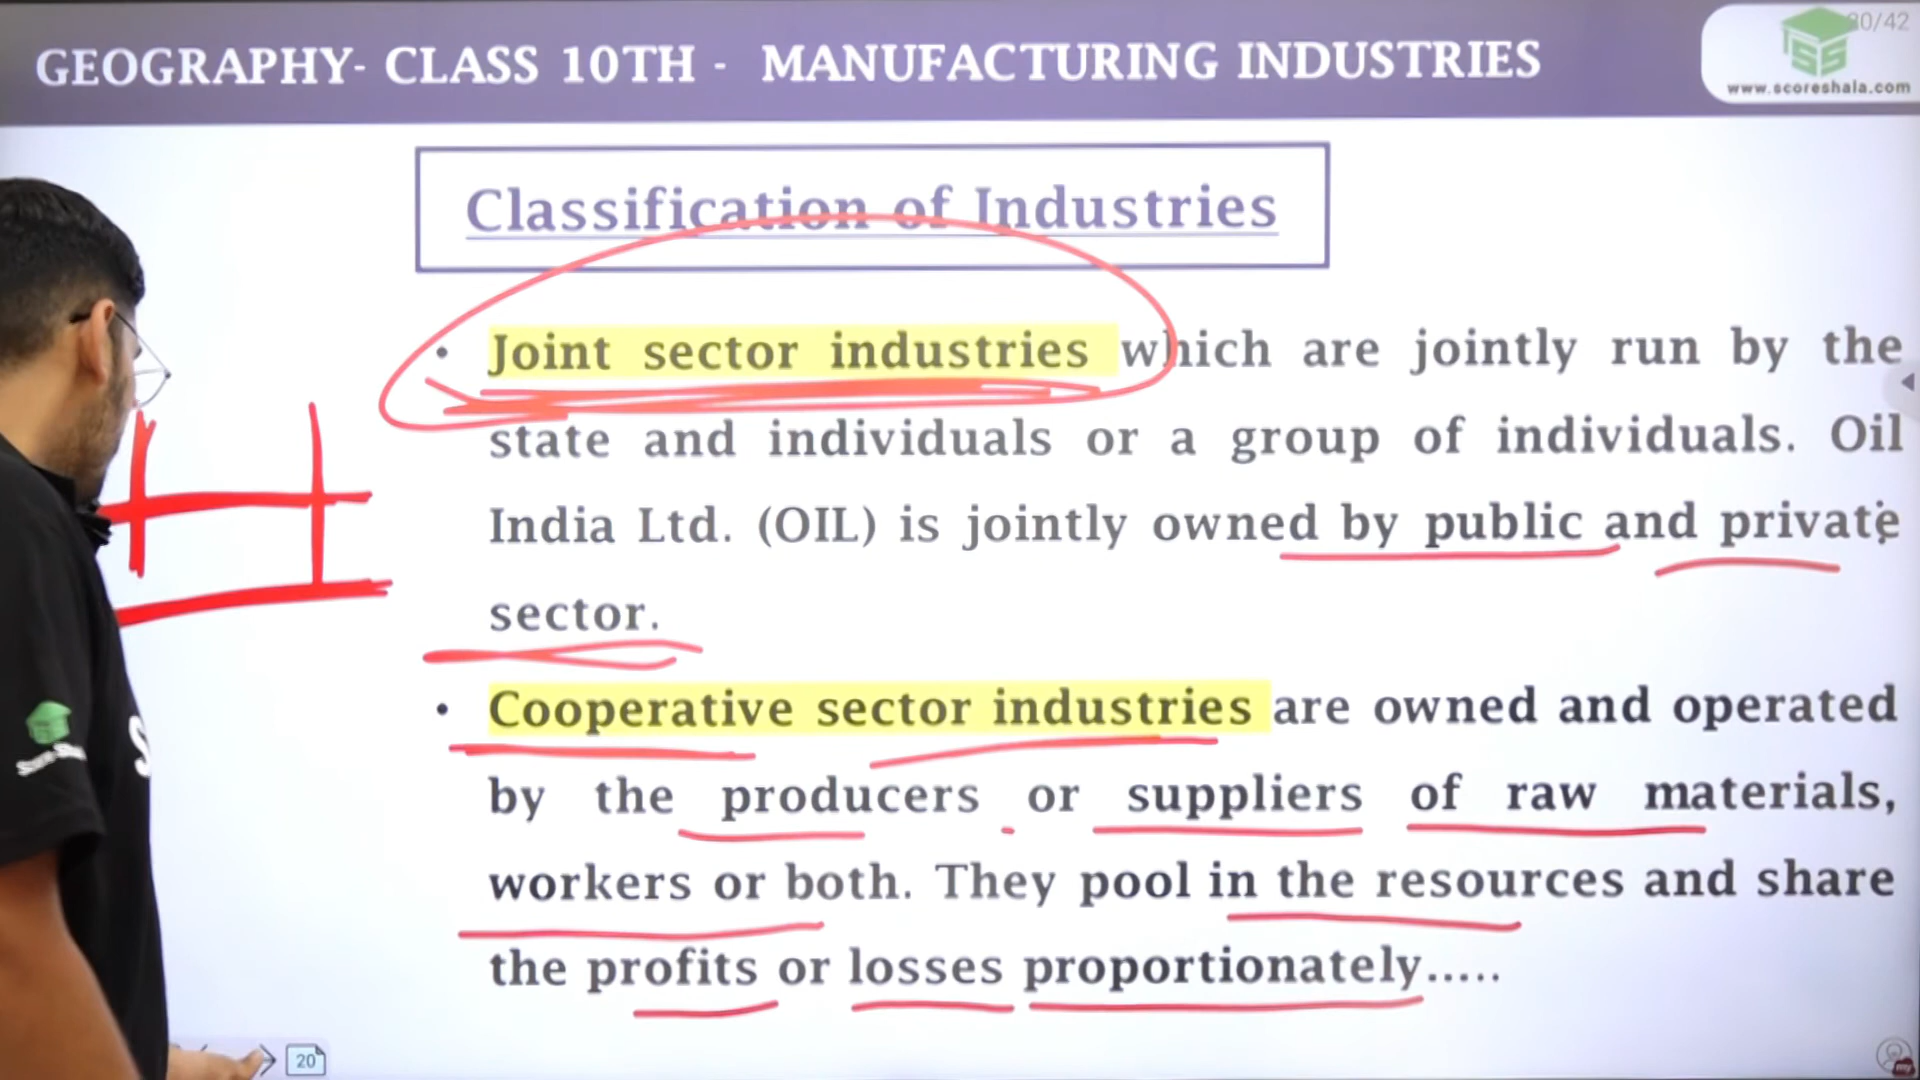 GEOGRAPHY- CLASS 10TH - MANUFACTURING INDUSTRIES
www.scoreshala.com
Classification of Industries
• Joint sector industries which are jointly run by the
state and individuals or a group of individuals. Oil
India Ltd. (OIL) is jointly owned by public and private
sector.
• Cooperative sector industries are owned and operated
by the producers or suppliers of raw materials,
workers or both. They pool in the resources and share
the profits or losses proportionately.....
20